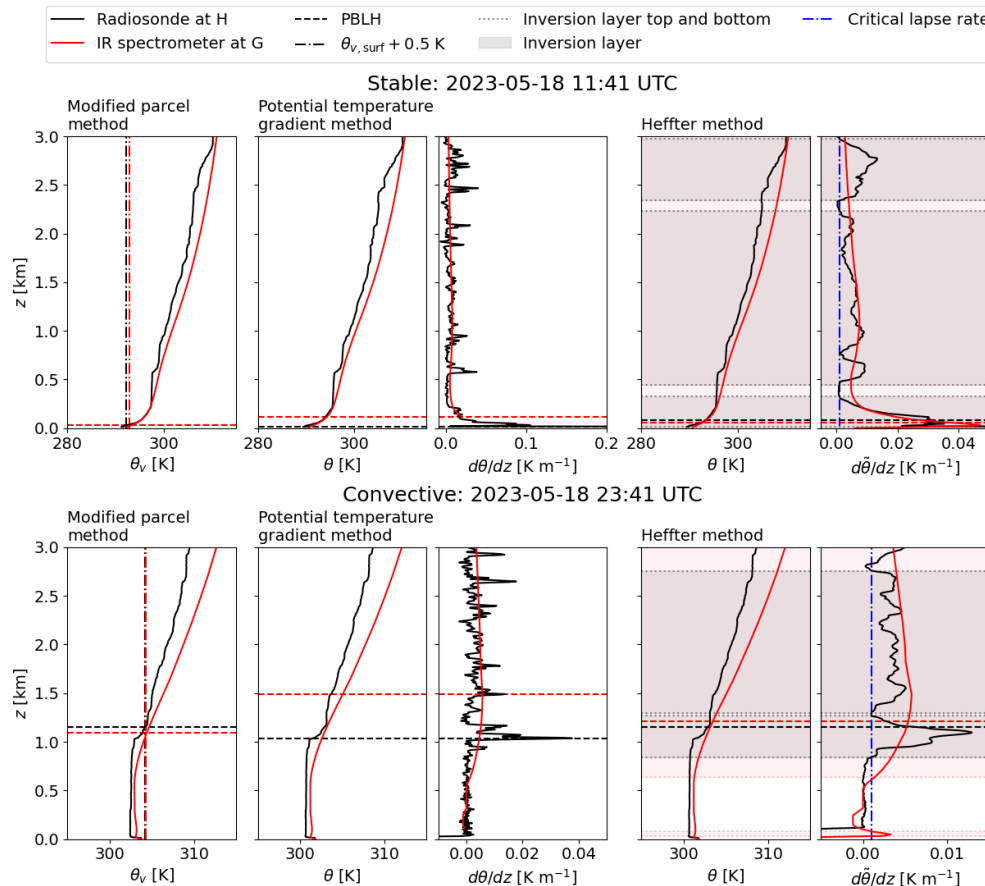 Radiosonde at H
PBLH
Inversion layer top and bottom
Critical lapse rate
IR spectrometer at G
θv, surf + 0.5 K
Inversion layer
Stable: 2023-05-18 11:41 UTC
Modified parcel
method
Potential temperature
gradient method
Heffter method
3.0
2.5
2.0
1.5
1.0
0.5
0.0
z [km]
280 300
280 300
0.0 0.1 0.2
280 300
0.00 0.02 0.04
θv [K]
θ [K]
dθ/dz [K m⁻¹]
θ [K]
dθ̃/dz [K m⁻¹]
Convective: 2023-05-18 23:41 UTC
Modified parcel
method
Potential temperature
gradient method
Heffter method
3.0
2.5
2.0
1.5
1.0
0.5
0.0
z [km]
300 310
300 310
0.00 0.02 0.04
300 310
0.00 0.01
θv [K]
θ [K]
dθ/dz [K m⁻¹]
θ [K]
dθ̃/dz [K m⁻¹]